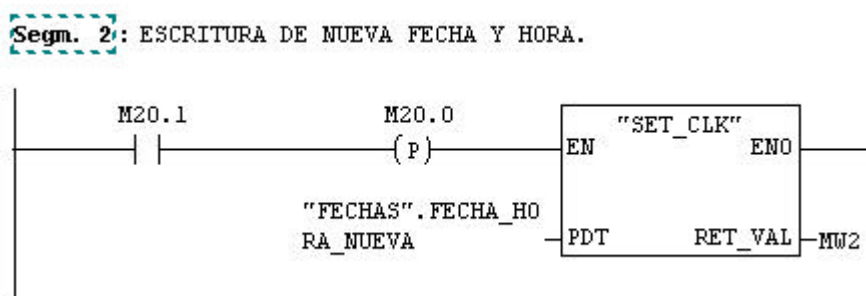 Segm. 2: ESCRITURA DE NUEVA FECHA Y HORA.
M20.1 M20.0
"SET_CLK"
( P ) EN ENO
"FECHAS".FECHA_HO
RA_NUEVA PDT RET_VAL MW2